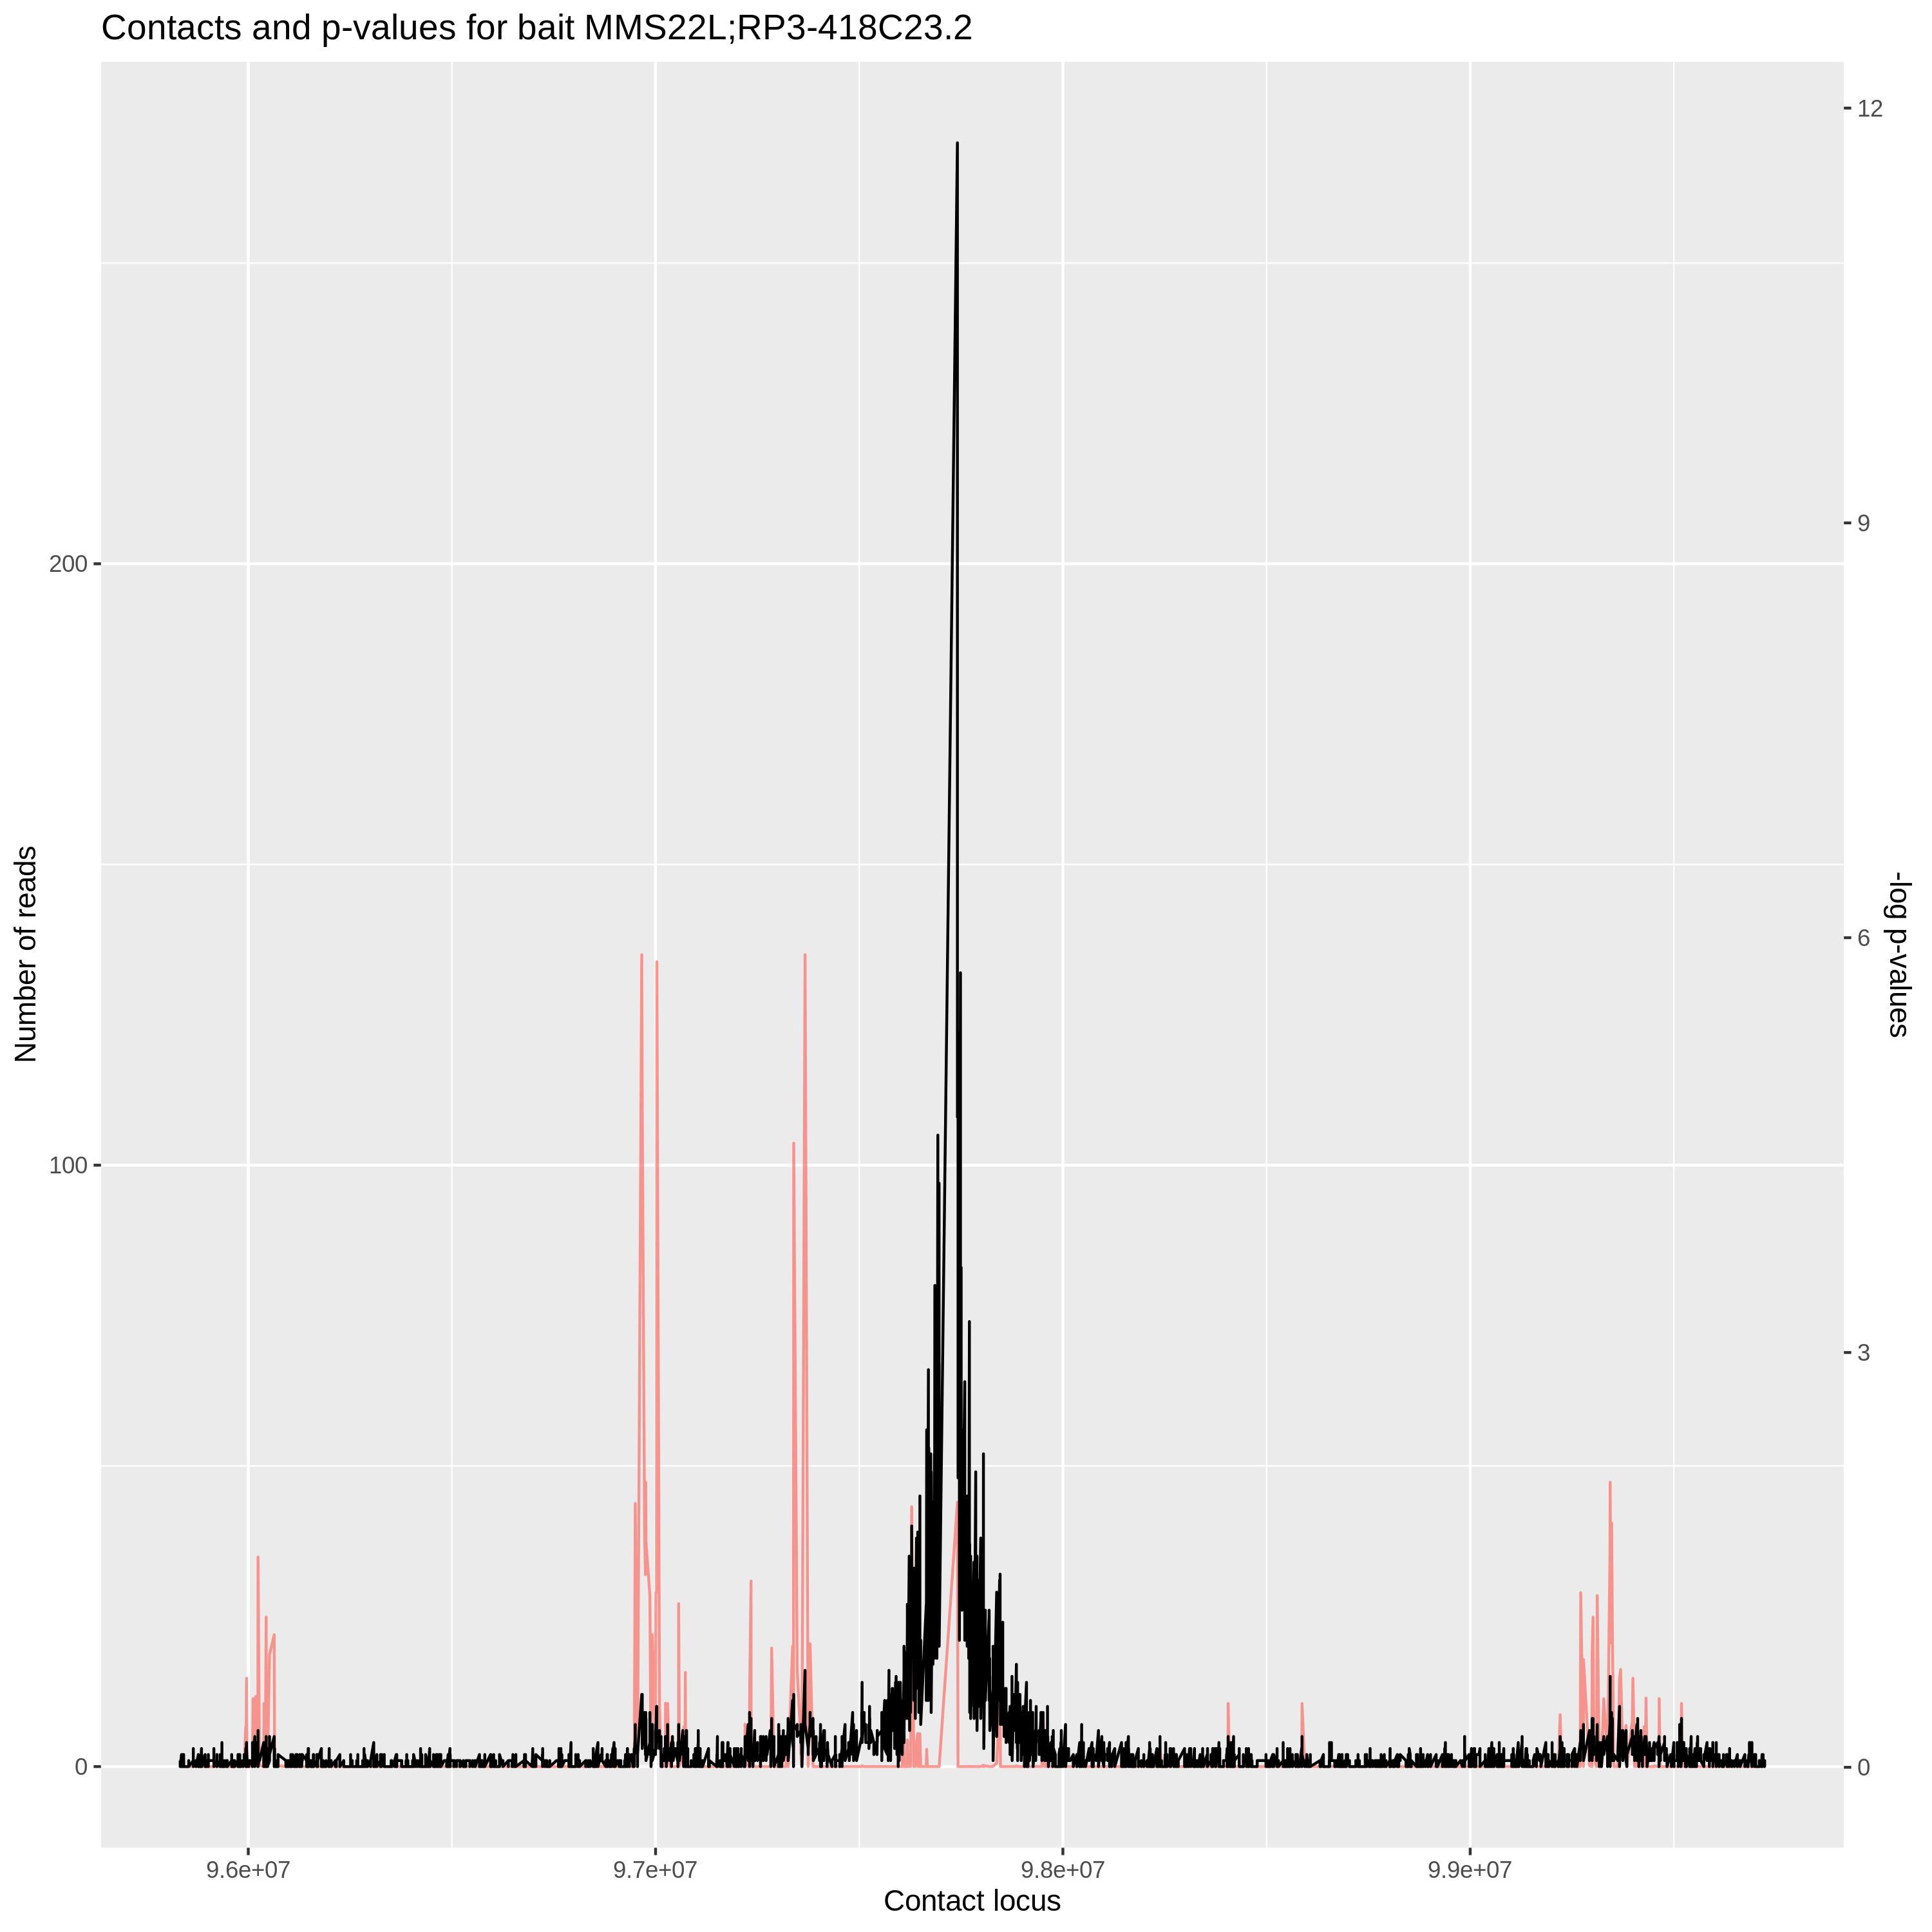 Contacts and p-values for bait MMS22L;RP3-418C23.2
12
9
200
6
Number of reads
-log p-values
3
100
0
0
9.6e+07
9.7e+07
9.8e+07
9.9e+07
Contact locus